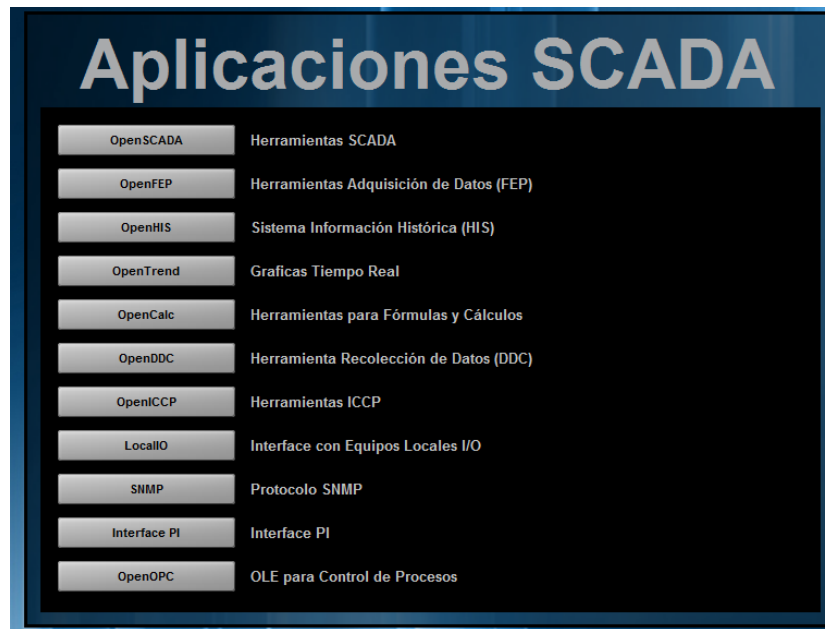 Aplicaciones SCADA
OpenSCADA Herramientas SCADA
OpenFEP Herramientas Adquisición de Datos (FEP)
OpenHIS Sistema Información Histórica (HIS)
OpenTrend Graficas Tiempo Real
OpenCalc Herramientas para Fórmulas y Cálculos
OpenDDC Herramienta Recolección de Datos (DDC)
OpenICCP Herramientas ICCP
LocalIO Interface con Equipos Locales I/O
SNMP Protocolo SNMP
Interface PI Interface PI
OpenOPC OLE para Control de Procesos